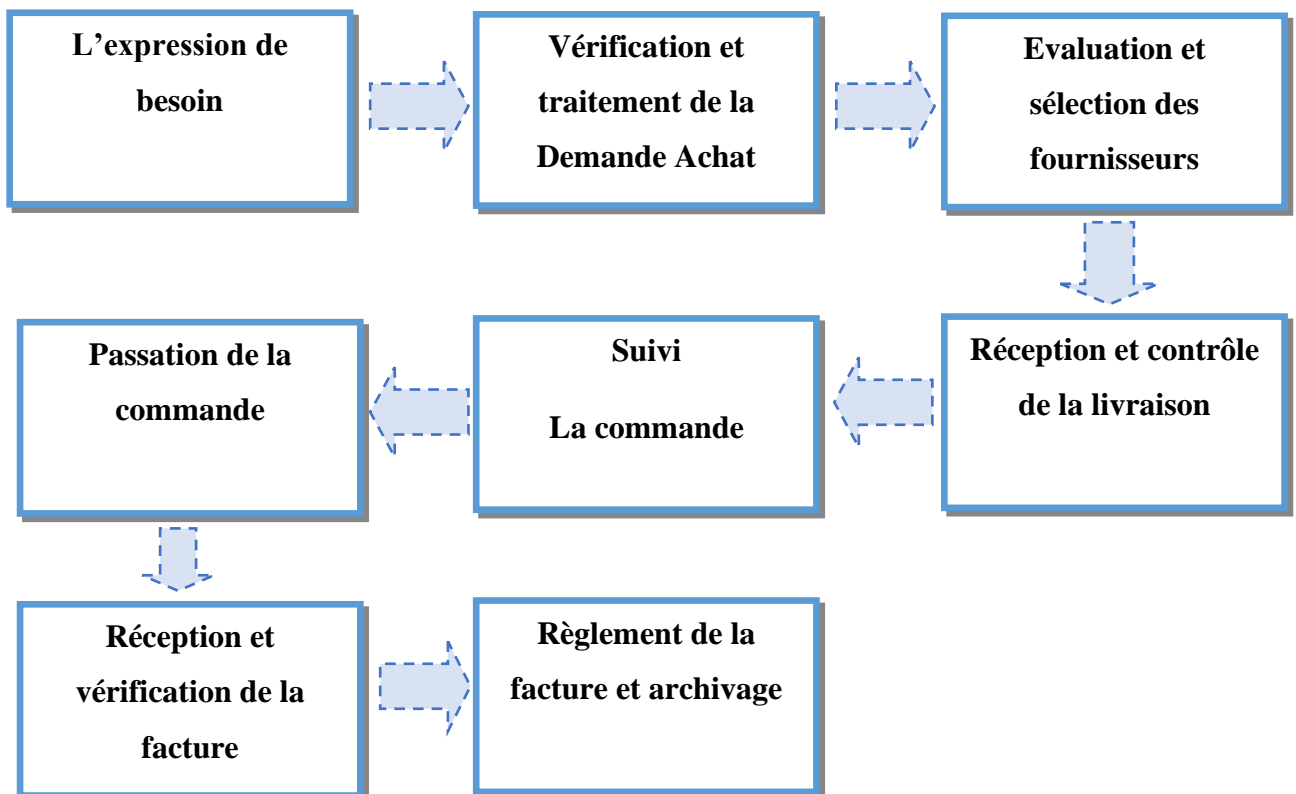 L'expression de
besoin
Vérification et
traitement de la
Demande Achat
Evaluation et
sélection des
fournisseurs
Réception et contrôle
de la livraison
Suivi
La commande
Passation de la
commande
Réception et
vérification de la
facture
Règlement de la
facture et archivage